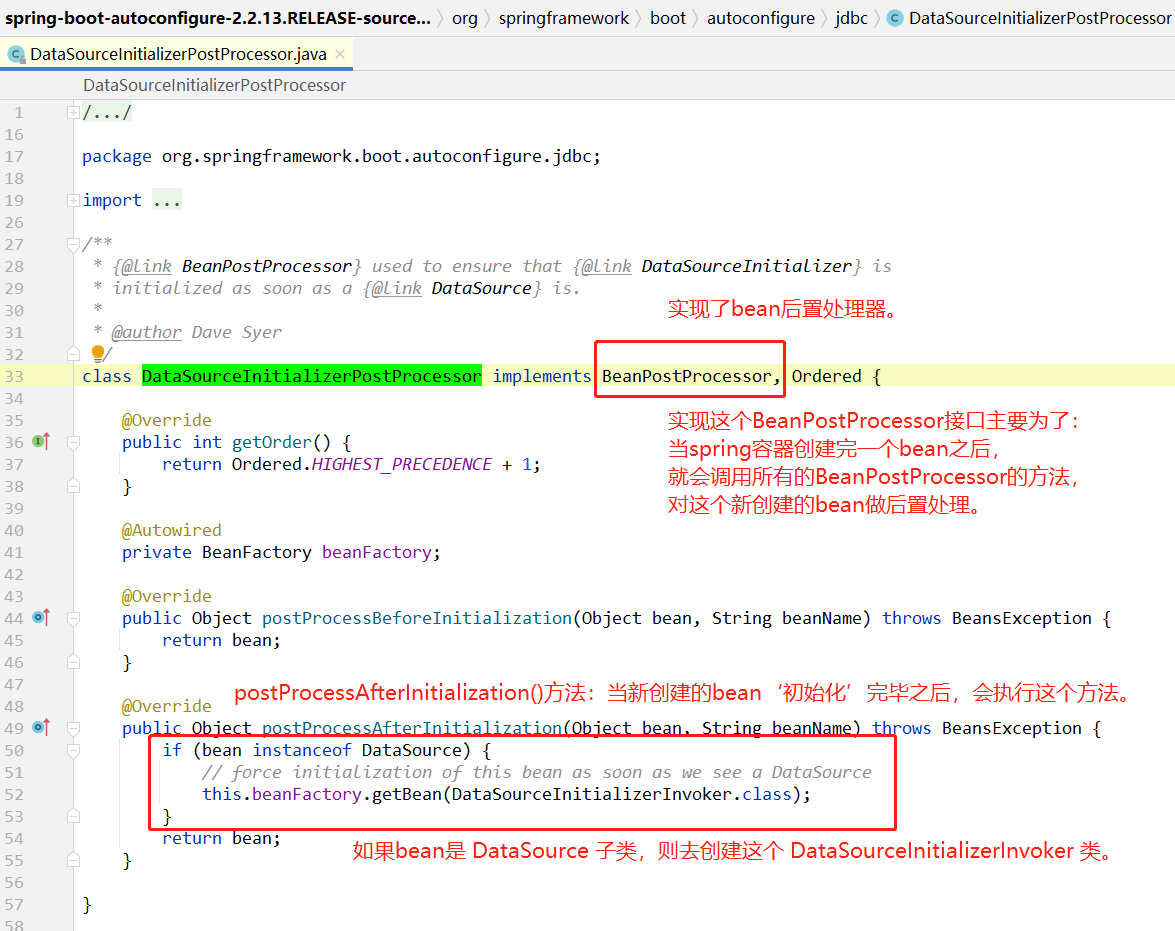 spring-boot-autoconfigure-2.2.13.RELEASE-source... org springframework boot autoconfigure jdbc C DataSourceInitializerPostProcessor
C DataSourceInitializerPostProcessor.java ×
DataSourceInitializerPostProcessor
1 /.../
16
17 package org.springframework.boot.autoconfigure.jdbc;
18
19 import ...
26
27 /**
28 * {@link BeanPostProcessor} used to ensure that {@link DataSourceInitializer} is
29 * initialized as soon as a {@link DataSource} is.
30 *
实现了bean后置处理器。
31 * @author Dave Syer
32 */
33 class DataSourceInitializerPostProcessor implements BeanPostProcessor, Ordered {
34
35 @Override
实现这个BeanPostProcessor接口主要为了：
36 public int getOrder() {
当spring容器创建完一个bean之后，
37 return Ordered.HIGHEST_PRECEDENCE + 1;
就会调用所有的BeanPostProcessor的方法，
38 }
对这个新创建的bean做后置处理。
39
40 @Autowired
41 private BeanFactory beanFactory;
42
43 @Override
44 public Object postProcessBeforeInitialization(Object bean, String beanName) throws BeansException {
45 return bean;
46 }
47
postProcessAfterInitialization()方法：当新创建的bean‘初始化’完毕之后，会执行这个方法。
48 @Override
49 public Object postProcessAfterInitialization(Object bean, String beanName) throws BeansException {
50 if (bean instanceof DataSource) {
51 // force initialization of this bean as soon as we see a DataSource
52 this.beanFactory.getBean(DataSourceInitializerInvoker.class);
53 }
54 return bean;
如果bean是 DataSource 子类，则去创建这个 DataSourceInitializerInvoker 类。
55 }
56
57 }
58